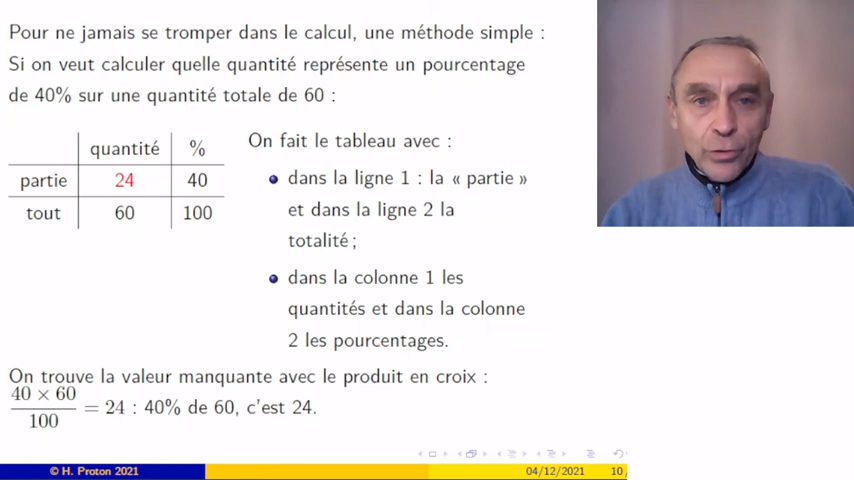 Pour ne jamais se tromper dans le calcul, une méthode simple :
Si on veut calculer quelle quantité représente un pourcentage
de 40% sur une quantité totale de 60 :
quantité %
partie 24 40
tout 60 100
On fait le tableau avec :
dans la ligne 1 : la « partie »
et dans la ligne 2 la
totalité ;
dans la colonne 1 les
quantités et dans la colonne
2 les pourcentages.
On trouve la valeur manquante avec le produit en croix :
40 × 60
100
= 24 : 40% de 60, c'est 24.
© H. Proton 2021 04/12/2021 10/